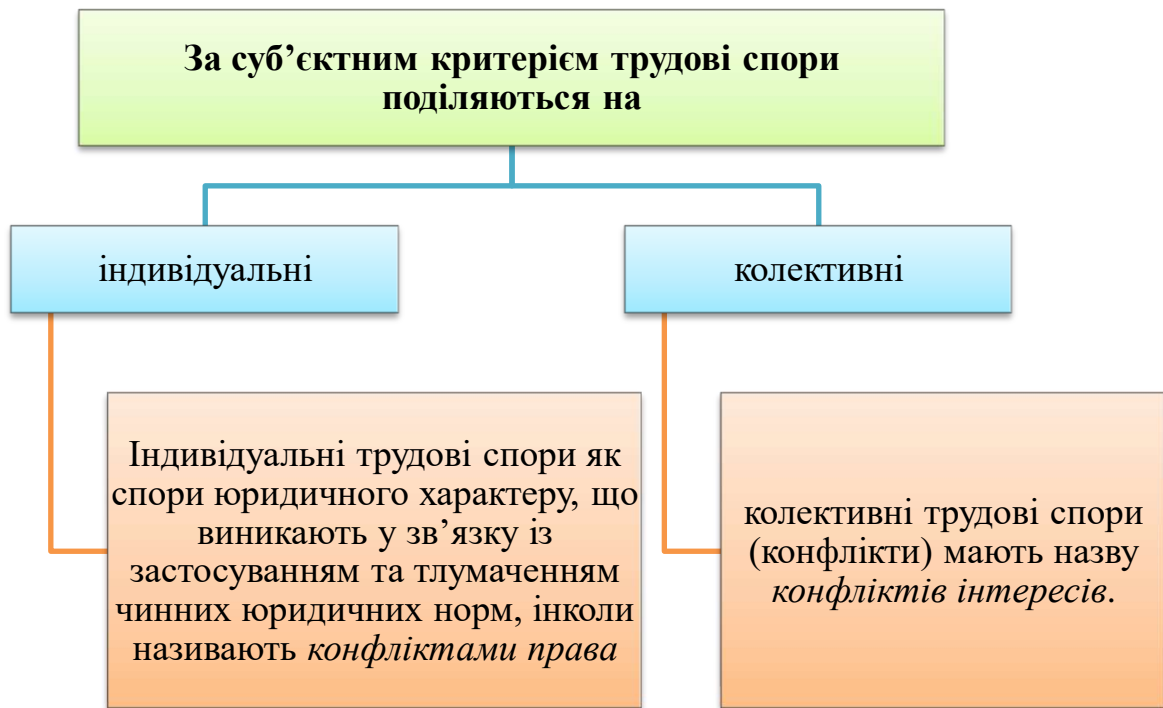 За суб’єктним критерієм трудові спори
поділяються на
індивідуальні
колективні
Індивідуальні трудові спори як
спори юридичного характеру, що
виникають у зв’язку із
застосуванням та тлумаченням
чинних юридичних норм, інколи
називають конфліктами права
колективні трудові спори
(конфлікти) мають назву
конфліктів інтересів.